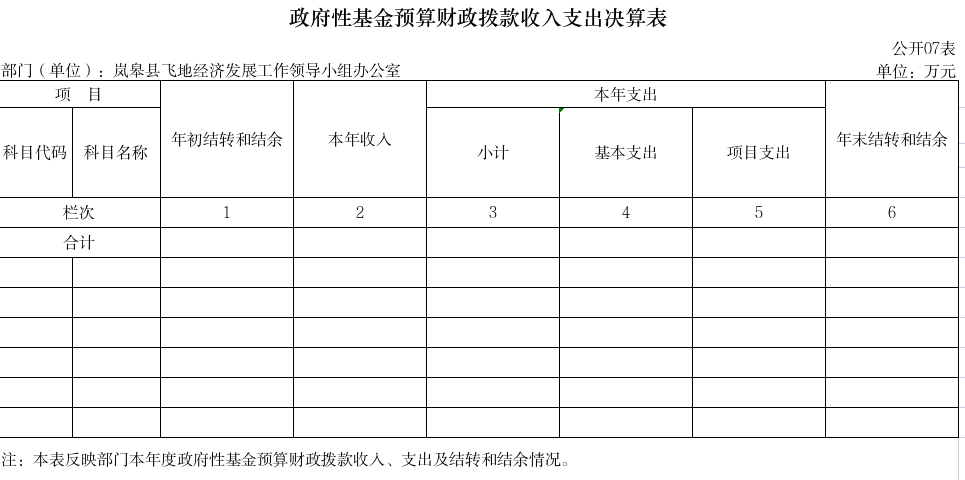 政府性基金预算财政拨款收入支出决算表
公开07表
部门（单位）：岚皋县飞地经济发展工作领导小组办公室 单位：万元
项 目 年初结转和结余 本年收入 本年支出 年末结转和结余
科目代码 科目名称 小计 基本支出 项目支出
栏次 1 2 3 4 5 6
合计
注：本表反映部门本年度政府性基金预算财政拨款收入、支出及结转和结余情况。